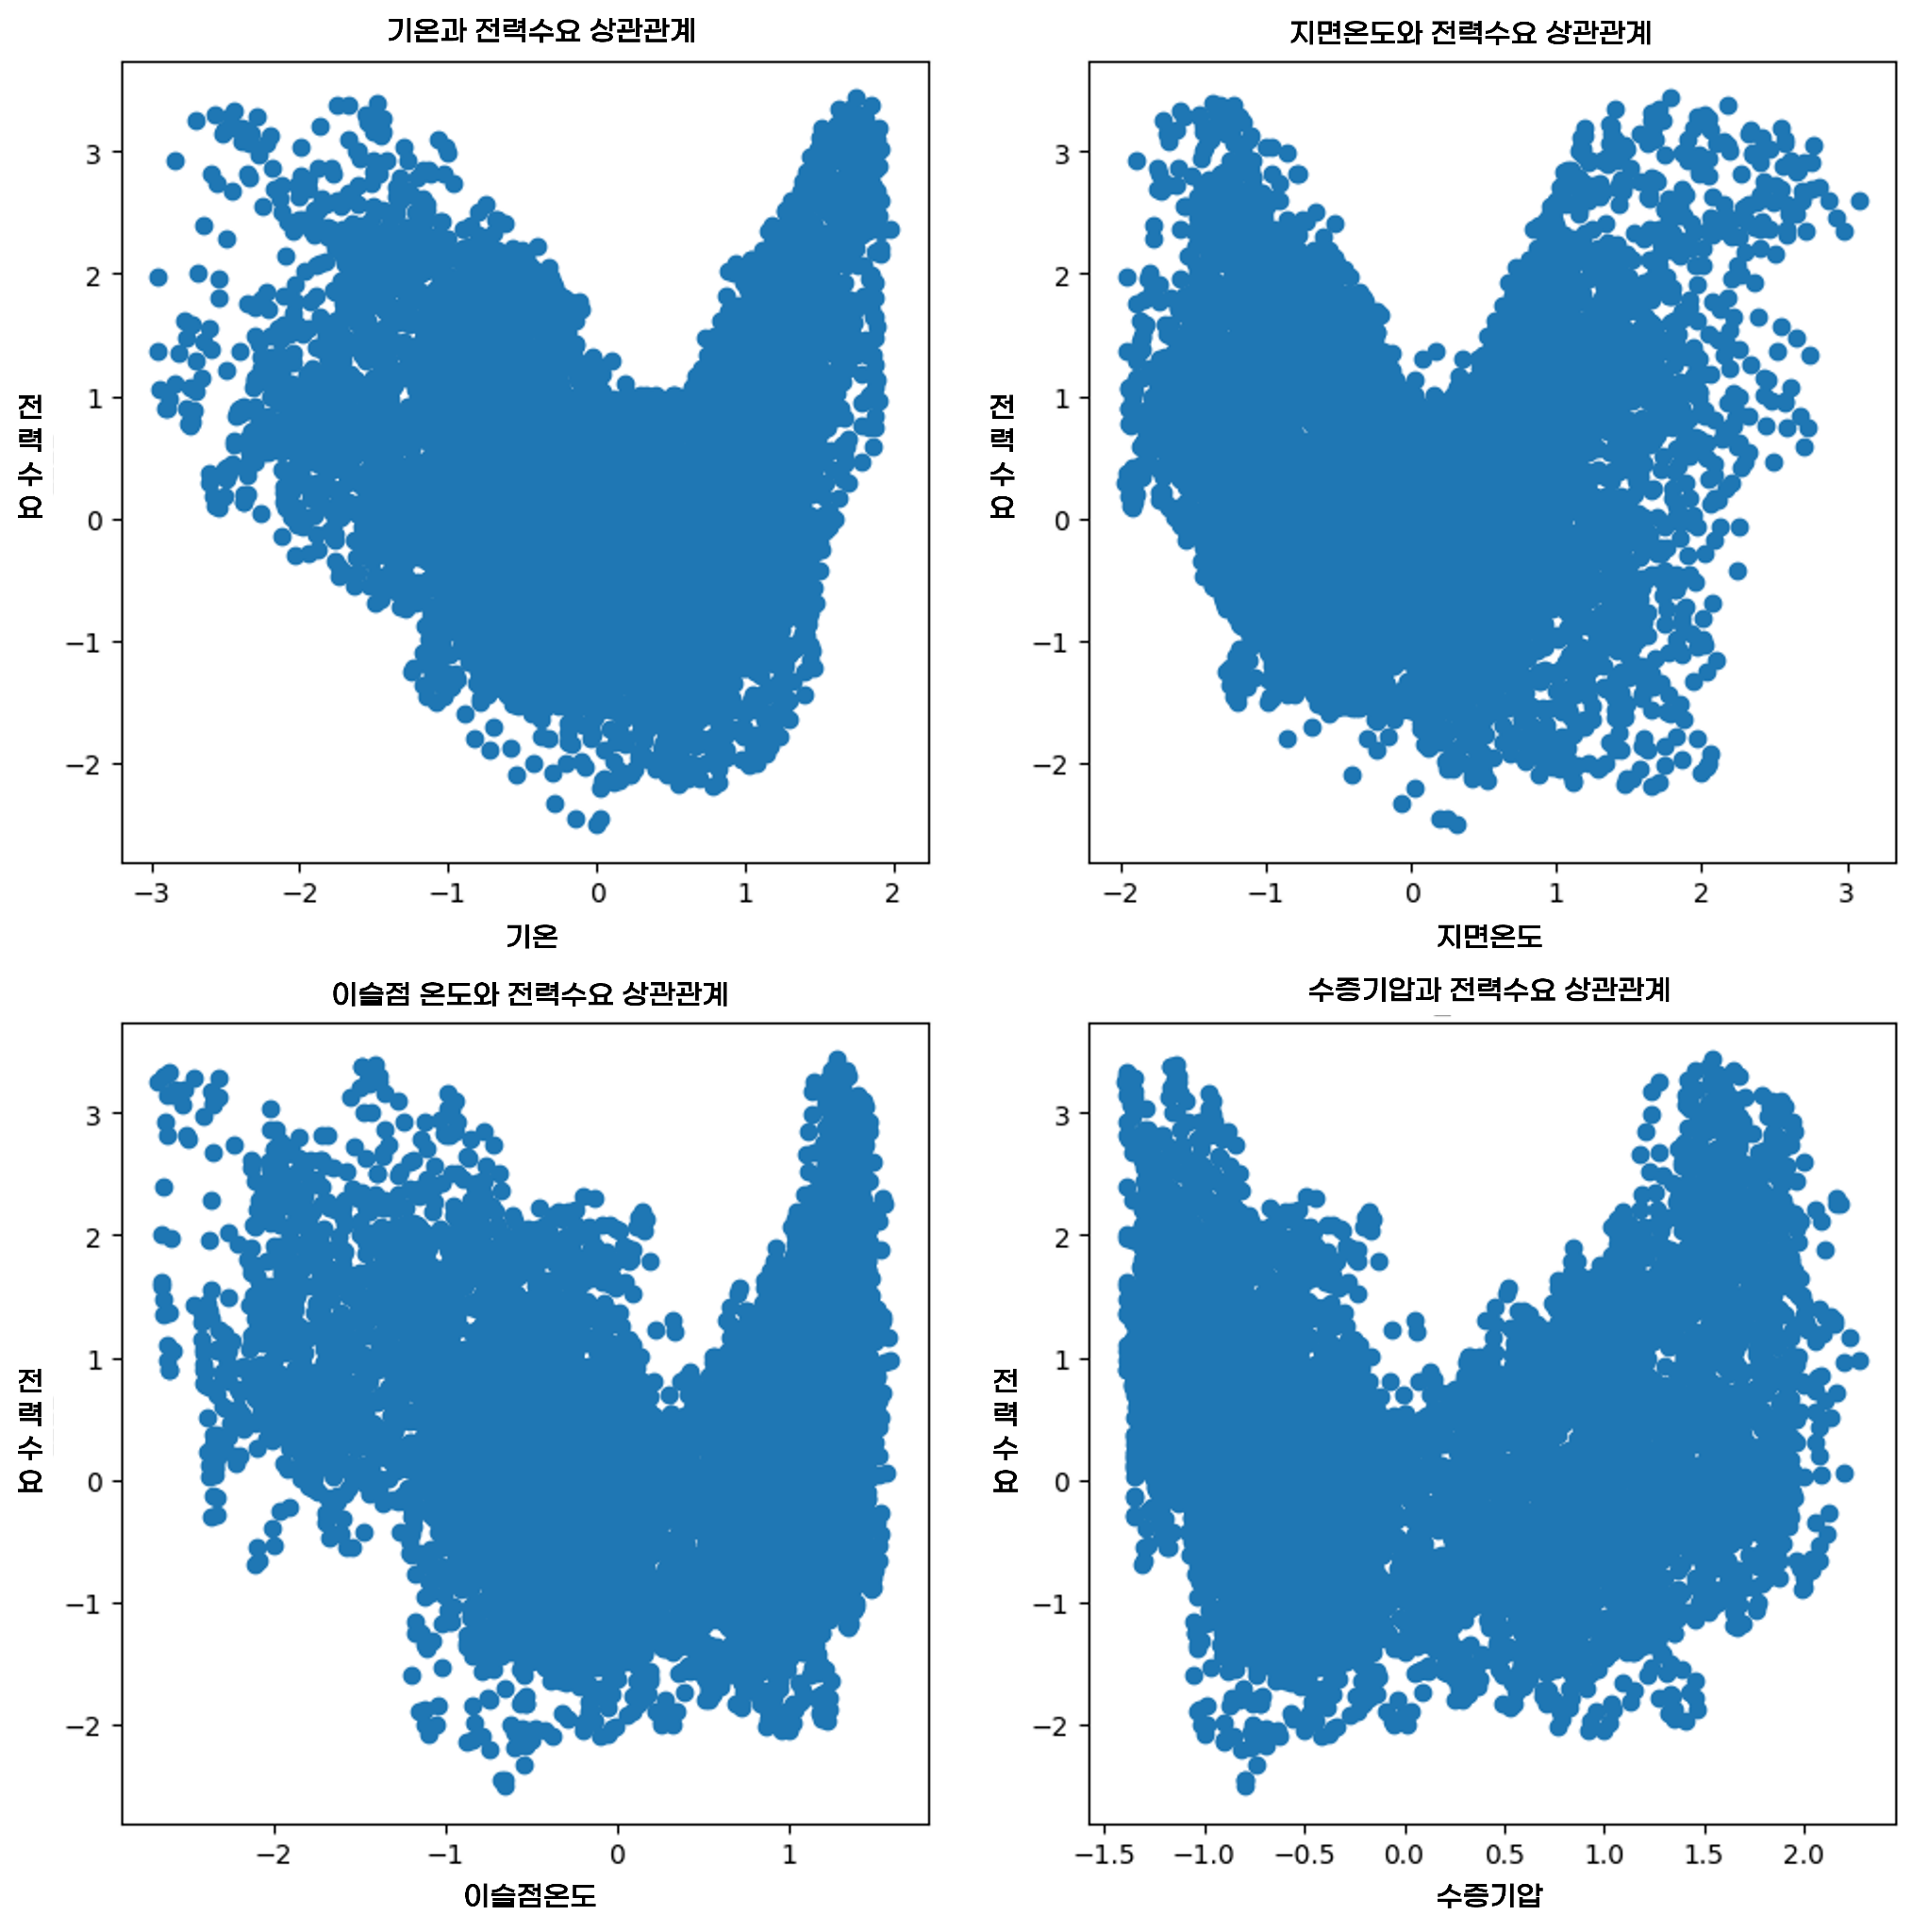 기온과 전력수요 상관관계
3
2
1
0
−1
−2
전
력
수
요
−3 −2 −1 0 1 2
기온
지면온도와 전력수요 상관관계
3
2
1
0
−1
−2
전
력
수
요
−2 −1 0 1 2 3
지면온도
이슬점 온도와 전력수요 상관관계
3
2
1
0
−1
−2
전
력
수
요
−2 −1 0 1
이슬점온도
수증기압과 전력수요 상관관계
3
2
1
0
−1
−2
전
력
수
요
−1.5 −1.0 −0.5 0.0 0.5 1.0 1.5 2.0
수증기압